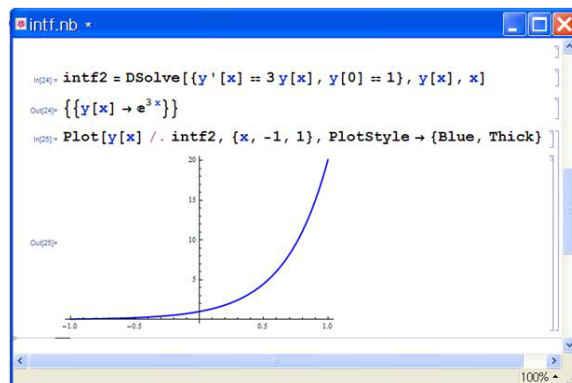 intf.nb *
In[24]:= intf2 = DSolve[{y'[x] == 3 y[x], y[0] == 1}, y[x], x]
Out[24]= {{y[x] → e^(3 x)}}
In[25]:= Plot[y[x] /. intf2, {x, -1, 1}, PlotStyle → {Blue, Thick}
Out[25]=
20
15
10
5
-1.0 -0.5 0.5 1.0
100%